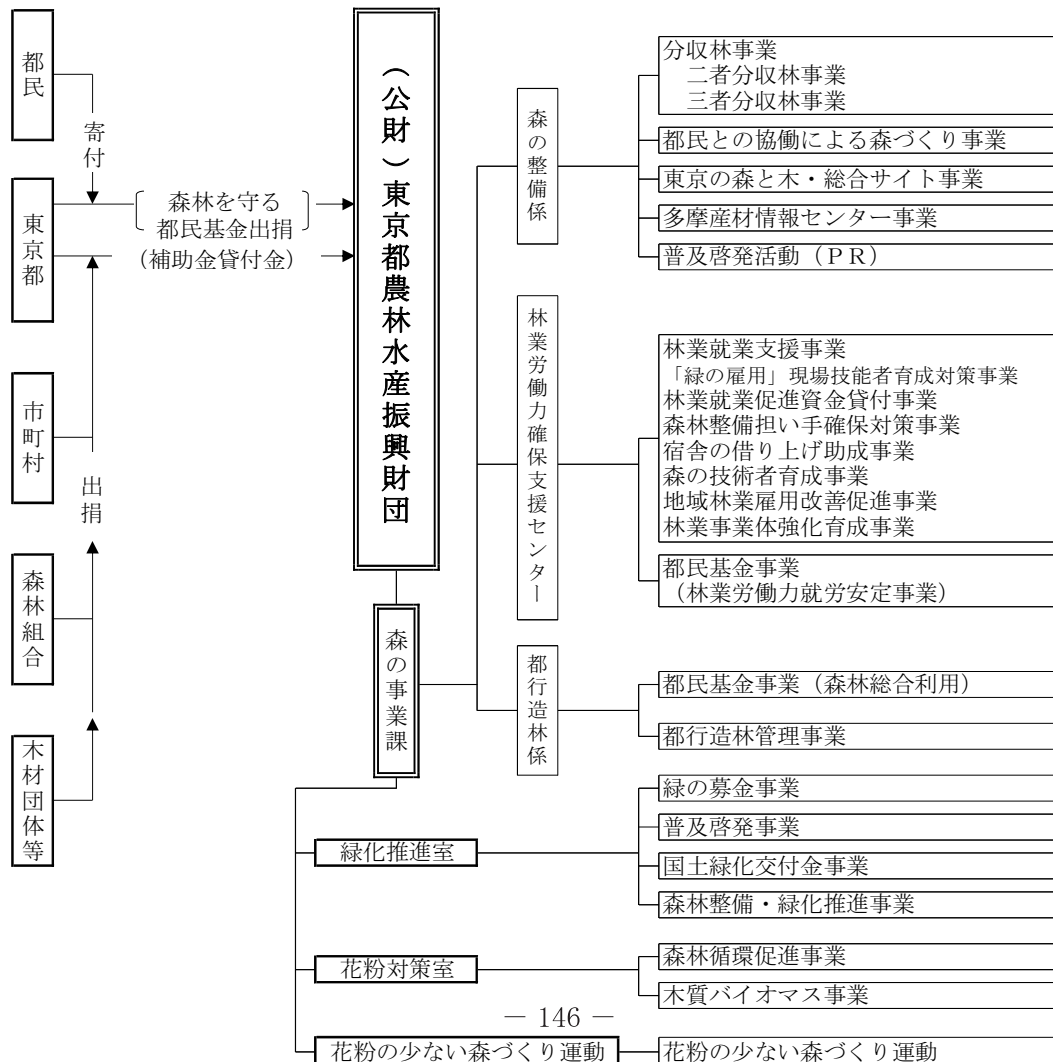 都民
寄付
東京都
森林を守る
都民基金出捐
(補助金貸付金)
市町村
出捐
森林組合
木材団体等
(公財)東京都農林水産振興財団
森の事業課
森の整備係
分収林事業
二者分収林事業
三者分収林事業
都民との協働による森づくり事業
東京の森と木・総合サイト事業
多摩産材情報センター事業
普及啓発活動(PR)
林業労働力確保支援センター
林業就業支援事業
「緑の雇用」現場技能者育成対策事業
林業就業促進資金貸付事業
森林整備担い手確保対策事業
宿舎の借り上げ助成事業
森の技術者育成事業
地域林業雇用改善促進事業
林業事業体強化育成事業
都民基金事業
(林業労働力就労安定事業)
都行造林係
都民基金事業(森林総合利用)
都行造林管理事業
緑化推進室
緑の募金事業
普及啓発事業
国土緑化交付金事業
森林整備・緑化推進事業
花粉対策室
森林循環促進事業
木質バイオマス事業
花粉の少ない森づくり運動
花粉の少ない森づくり運動
― 146 ―